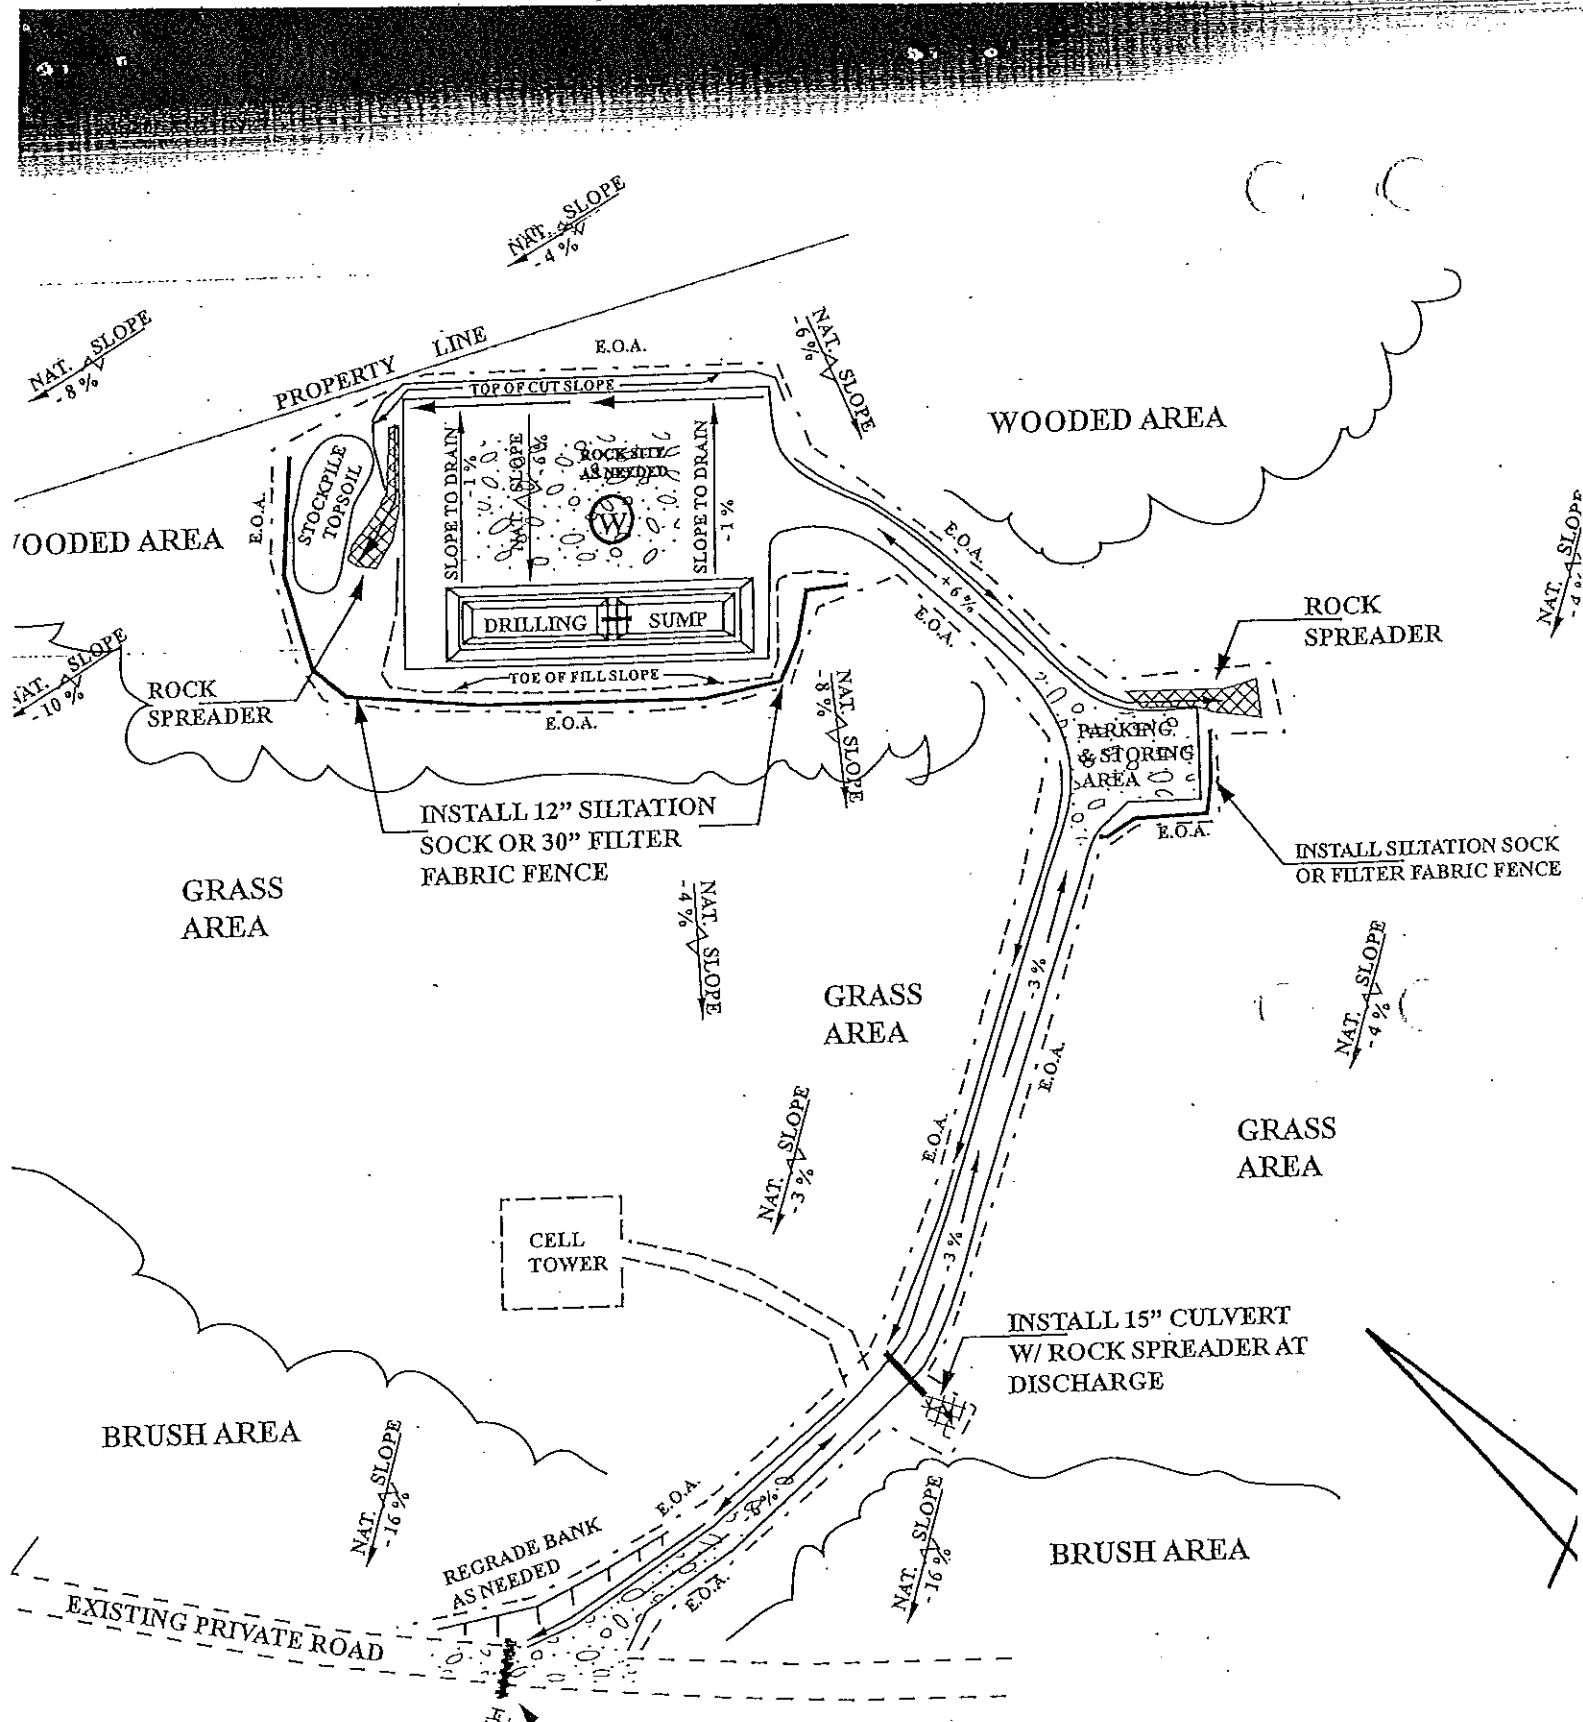 NAT. SLOPE
-4%
NAT. SLOPE
-8%
PROPERTY LINE
E.O.A.
NAT. SLOPE
-6%
TOP OF CUT SLOPE
WOODED AREA
STOCKPILE
TOPSOIL
SLOPE TO DRAIN
-1%
NAT. SLOPE
-6%
ROCK SITE
AS NEEDED
W
SLOPE TO DRAIN
-1%
E.O.A.
WOODED AREA
E.O.A.
+6%
E.O.A.
NAT. SLOPE
-4%
DRILLING SUMP
ROCK
SPREADER
NAT. SLOPE
-10%
ROCK
SPREADER
TOE OF FILL SLOPE
E.O.A.
NAT. SLOPE
-8%
PARKING
& STORING
AREA
E.O.A.
INSTALL 12" SILTATION
SOCK OR 30" FILTER
FABRIC FENCE
INSTALL SILTATION SOCK
OR FILTER FABRIC FENCE
GRASS
AREA
NAT. SLOPE
-4%
GRASS
AREA
-3%
NAT. SLOPE
-4%
E.O.A.
E.O.A.
NAT. SLOPE
-3%
GRASS
AREA
CELL
TOWER
-3%
INSTALL 15" CULVERT
W/ ROCK SPREADER AT
DISCHARGE
BRUSH AREA
NAT. SLOPE
-16%
E.O.A.
-8%
NAT. SLOPE
-16%
BRUSH AREA
REGRADE BANK
AS NEEDED
E.O.A.
EXISTING PRIVATE ROAD